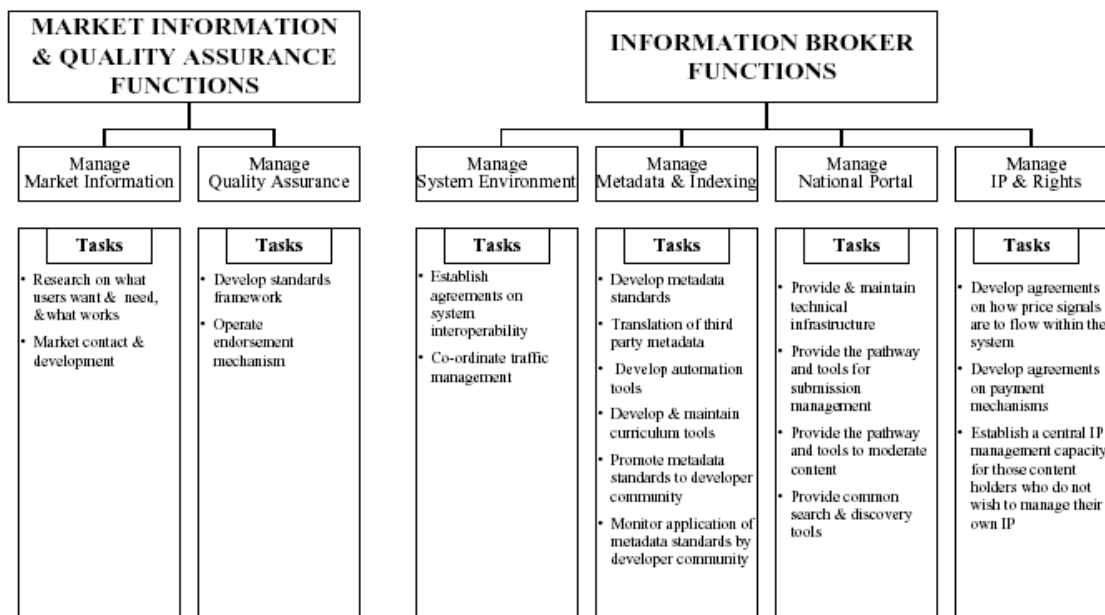 MARKET INFORMATION
& QUALITY ASSURANCE
FUNCTIONS
Manage
Market Information
Manage
Quality Assurance
Tasks
• Research on what
users want & need,
&what works
• Market contact &
development
Tasks
• Develop standards
framework
• Operate
endorsement
mechanism
INFORMATION BROKER
FUNCTIONS
Manage
System Environment
Manage
Metadata & Indexing
Manage
National Portal
Manage
IP & Rights
Tasks
• Establish
agreements on
system
interoperability
• Co-ordinate traffic
management
Tasks
• Develop metadata
standards
• Translation of third
party metadata
• Develop automation
tools
• Develop & maintain
curriculum tools
• Promote metadata
standards to developer
community
• Monitor application of
metadata standards by
developer community
Tasks
• Provide & maintain
technical
infrastructure
• Provide the pathway
and tools for
submission
management
• Provide the pathway
and tools to moderate
content
• Provide common
search & discovery
tools
Tasks
• Develop agreements
on how price signals
are to flow within the
system
• Develop agreements
on payment
mechanisms
• Establish a central IP
management capacity
for those content
holders who do not
wish to manage their
own IP